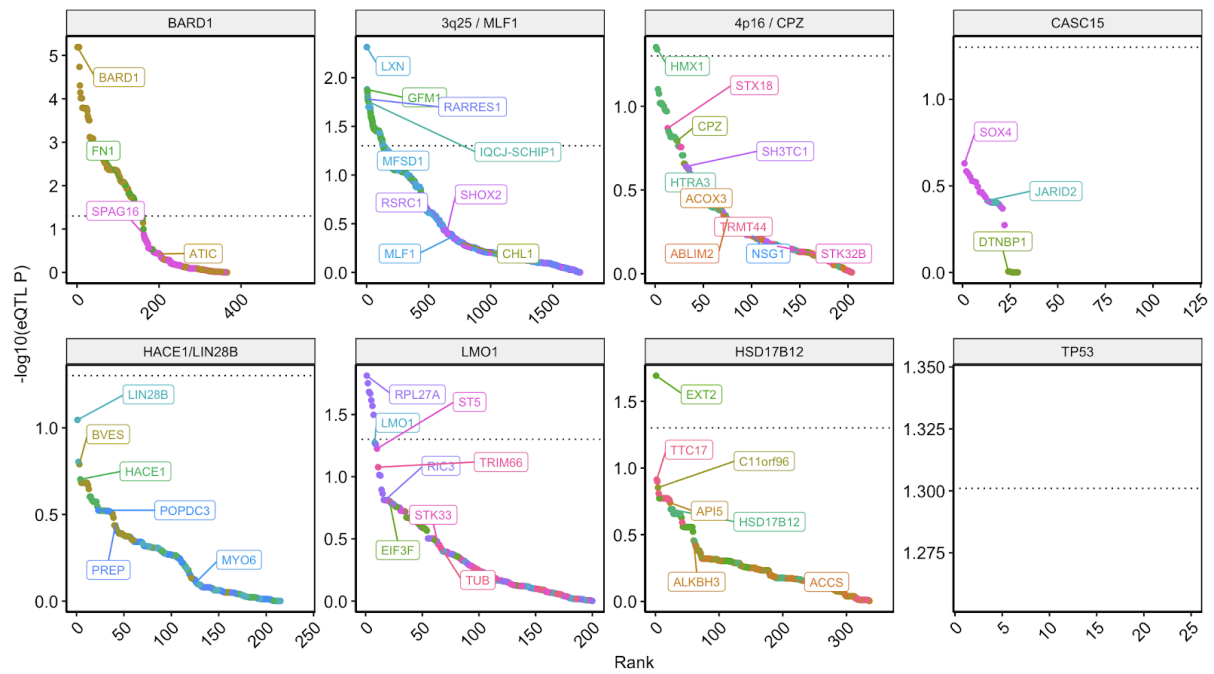 BARD1
3q25 / MLF1
4p16 / CPZ
CASC15
-log10(eQTL P)
5
4
3
2
1
0
BARD1
FN1
SPAG16
ATIC
0
200
400
2.0
1.5
1.0
0.5
0.0
LXN
GFM1
RARRES1
IQCJ-SCHIP1
MFSD1
RSRC1
SHOX2
MLF1
CHL1
0
500
1000
1500
1.0
0.5
0.0
HMX1
STX18
CPZ
SH3TC1
HTRA3
ACOX3
TRMT44
ABLIM2
NSG1
STK32B
0
50
100
150
200
1.0
0.5
0.0
SOX4
JARID2
DTNBP1
0
25
50
75
100
125
HACE1/LIN28B
LMO1
HSD17B12
TP53
1.0
0.5
0.0
LIN28B
BVES
HACE1
POPDC3
PREP
MYO6
0
50
100
150
200
250
1.5
1.0
0.5
0.0
RPL27A
ST5
LMO1
TRIM66
RIC3
STK33
EIF3F
TUB
0
50
100
150
200
1.5
1.0
0.5
0.0
EXT2
TTC17
C11orf96
API5
HSD17B12
ALKBH3
ACCS
0
100
200
300
1.350
1.325
1.300
1.275
0
5
10
15
20
25
Rank